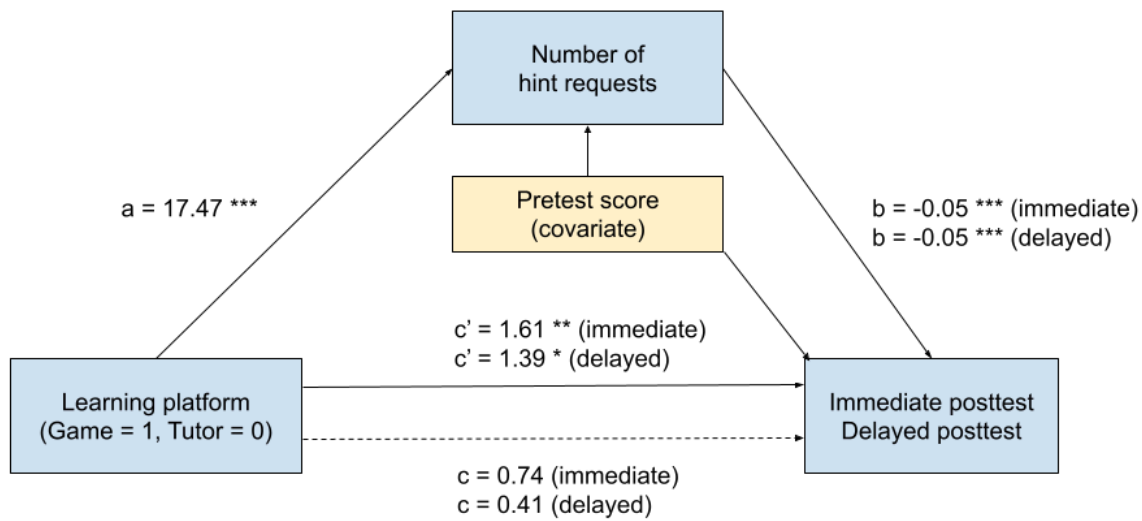 Number of
hint requests
a = 17.47 ***
Pretest score
(covariate)
b = -0.05 *** (immediate)
b = -0.05 *** (delayed)
c’ = 1.61 ** (immediate)
c’ = 1.39 * (delayed)
Learning platform
(Game = 1, Tutor = 0)
Immediate posttest
Delayed posttest
c = 0.74 (immediate)
c = 0.41 (delayed)